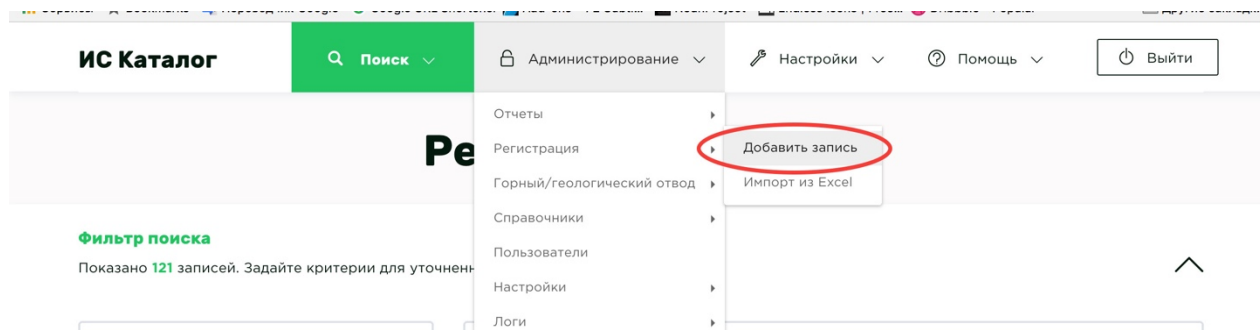 ИС Каталог
Поиск
Администрирование
Настройки
Помощь
Выйти
Отчеты
Регистрация
Добавить запись
Импорт из Excel
Горный/геологический отвод
Справочники
Пользователи
Настройки
Логи
Ре
Фильтр поиска
Показано 121 записей. Задайте критерии для уточнен